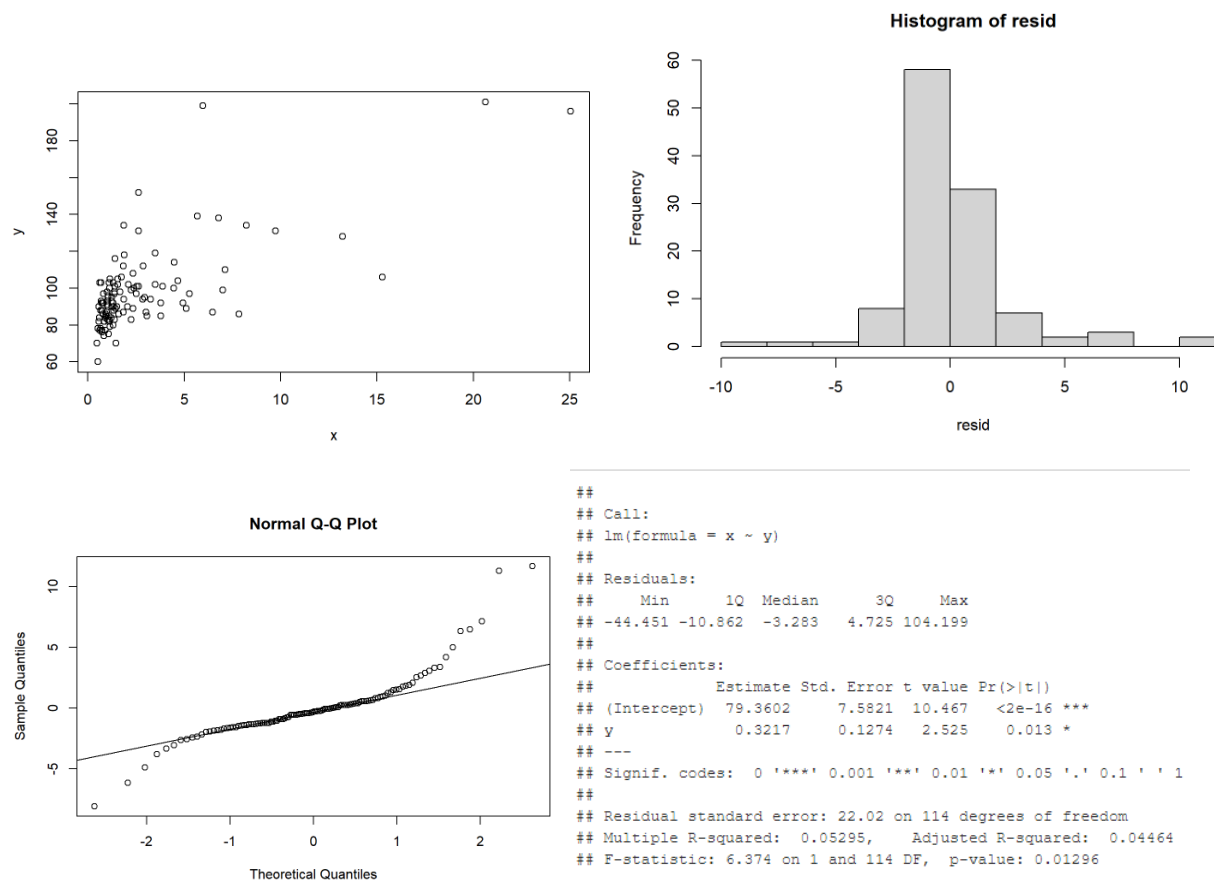 Histogram of resid
y
60
80
100
140
180
0
5
10
15
20
25
x
Frequency
0
10
20
30
40
50
60
-10
-5
0
5
10
resid
Normal Q-Q Plot
Sample Quantiles
-5
0
5
10
-2
-1
0
1
2
Theoretical Quantiles
##
## Call:
## lm(formula = x ~ y)
##
## Residuals:
## Min 1Q Median 3Q Max
## -44.451 -10.862 -3.283 4.725 104.199
##
## Coefficients:
## Estimate Std. Error t value Pr(>|t|)
## (Intercept) 79.3602 7.5821 10.467 <2e-16 ***
## y 0.3217 0.1274 2.525 0.013 *
## ---
## Signif. codes: 0 '***' 0.001 '**' 0.01 '*' 0.05 '.' 0.1 ' ' 1
##
## Residual standard error: 22.02 on 114 degrees of freedom
## Multiple R-squared: 0.05295, Adjusted R-squared: 0.04464
## F-statistic: 6.374 on 1 and 114 DF, p-value: 0.01296